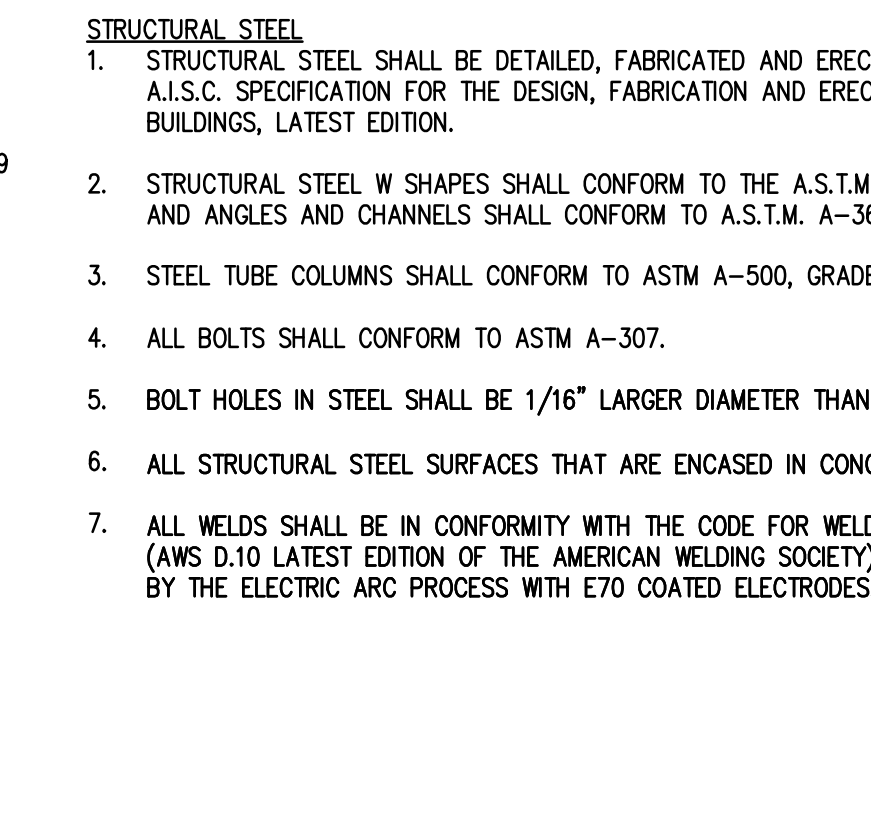 STRUCTURAL STEEL
1. STRUCTURAL STEEL SHALL BE DETAILED, FABRICATED AND EREC
A.I.S.C. SPECIFICATION FOR THE DESIGN, FABRICATION AND EREC
BUILDINGS, LATEST EDITION.
9
2. STRUCTURAL STEEL W SHAPES SHALL CONFORM TO THE A.S.T.M
AND ANGLES AND CHANNELS SHALL CONFORM TO A.S.T.M. A-36
3. STEEL TUBE COLUMNS SHALL CONFORM TO ASTM A-500, GRADE
4. ALL BOLTS SHALL CONFORM TO ASTM A-307.
5. BOLT HOLES IN STEEL SHALL BE 1/16" LARGER DIAMETER THAN
6. ALL STRUCTURAL STEEL SURFACES THAT ARE ENCASED IN CONC
7. ALL WELDS SHALL BE IN CONFORMITY WITH THE CODE FOR WELD
(AWS D.10 LATEST EDITION OF THE AMERICAN WELDING SOCIETY)
BY THE ELECTRIC ARC PROCESS WITH E70 COATED ELECTRODES